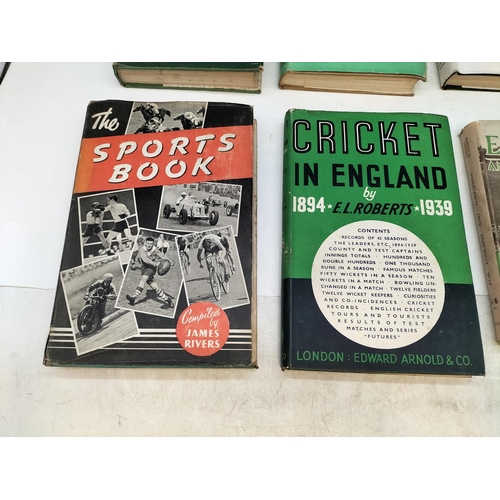 The
SPORTS
BOOK
Compiled
by
JAMES
RIVERS
CRICKET
IN ENGLAND
by
1894 * E.L.ROBERTS * 1939
CONTENTS
RECORDS OF 42 SEASONS
THE LEADERS, ETC., 1894-1939
COUNTY AND TEST CAPTAINS
INNINGS TOTALS · HUNDREDS AND
DOUBLE HUNDREDS · ONE THOUSAND
RUNS IN A SEASON · FAMOUS MATCHES
FIFTY WICKETS IN A SEASON · TEN
WICKETS IN A MATCH · BOWLING UN-
CHANGED IN A MATCH · TWELVE FIELDERS
TWELVE WICKET KEEPERS · CURIOSITIES
AND CO-INCIDENCES · CRICKET
RECORDS · ENGLISH CRICKET
TOURS AND TOURISTS
RESULTS OF TEST
MATCHES AND SERIES
"FUTURES"
LONDON : EDWARD ARNOLD & CO.